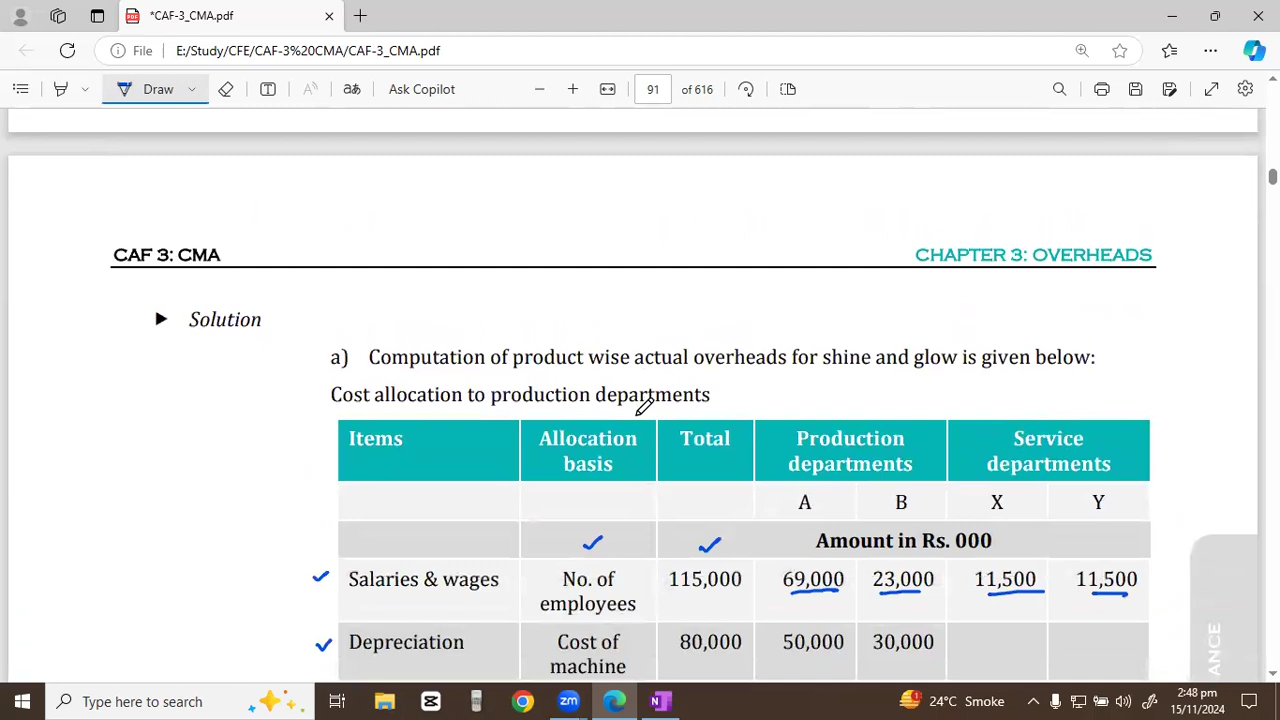 *CAF-3_CMA.pdf
File E:/Study/CFE/CAF-3%20CMA/CAF-3_CMA.pdf
Draw Ask Copilot 91 of 616
CAF 3: CMA CHAPTER 3: OVERHEADS
Solution
a) Computation of product wise actual overheads for shine and glow is given below:
Cost allocation to production departments
Items Allocation basis Total Production departments Service departments
A B X Y
Amount in Rs. 000
Salaries & wages No. of employees 115,000 69,000 23,000 11,500 11,500
Depreciation Cost of machine 80,000 50,000 30,000
ANCE
Type here to search 24°C Smoke 2:48 pm
15/11/2024